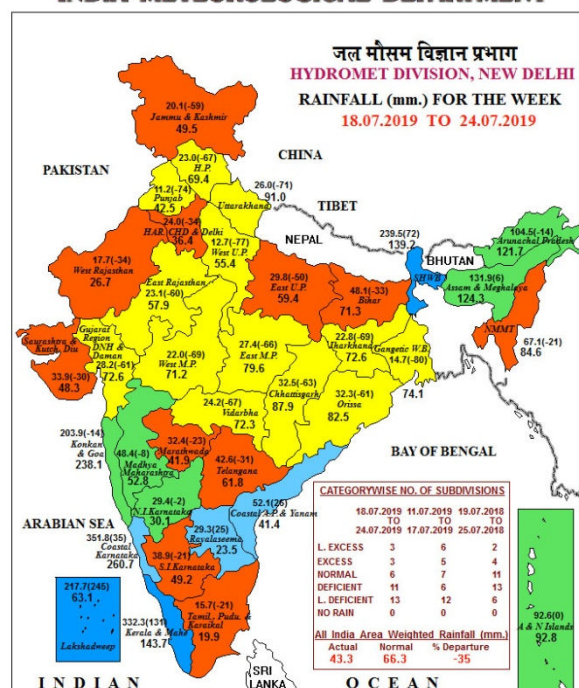 INDIA METEOROLOGICAL DEPARTMENT
जल मौसम विज्ञान प्रभाग
HYDROMET DIVISION, NEW DELHI
RAINFALL (mm.) FOR THE WEEK
18.07.2019 TO 24.07.2019
20.1(-59)
Jammu & Kashmir
49.5
CHINA
PAKISTAN
23.0(-67)
H.P.
69.4
11.2(-74)
Punjab
42.5
26.0(-71)
Uttarakhand
91.0
TIBET
24.0(-34)
HAR. CHD & Delhi
36.4
12.7(-77)
West U.P.
55.4
NEPAL
239.5(72)
139.2
SHWB
BHUTAN
104.5(-14)
Arunachal Pradesh
121.7
17.7(-34)
West Rajasthan
26.7
East Rajasthan
23.1(-60)
57.9
29.8(-50)
East U.P.
59.4
48.1(-33)
Bihar
71.3
131.9(6)
Assam & Meghalaya
124.3
NMMT
67.1(-21)
84.6
Saurashtra &
Kutch, Diu
33.9(-30)
48.3
Gujarat
Region
DNH &
Daman
28.2(-61)
72.6
22.0(-69)
West M.P.
71.2
27.4(-66)
East M.P.
79.6
22.8(-69)
Jharkhand
72.6
Gangetic W.B.
14.7(-80)
74.1
32.5(-63)
Chhattisgarh
87.9
32.3(-61)
Orissa
82.5
24.2(-67)
Vidarbha
72.3
203.9(-14)
Konkan
and Goa
238.1
48.4(-8)
Madhya
Maharashtra
52.8
32.4(-23)
Marathwada
41.9
42.6(-31)
Telangana
61.8
BAY OF BENGAL
29.4(-2)
N.I.Karnataka
30.1
52.1(26)
Coastal A.P. & Yanam
41.4
ARABIAN SEA
351.8(35)
Coastal
Karnataka
260.7
29.3(25)
Rayalaseema
23.5
38.9(-21)
S.I.Karnataka
49.2
217.7(245)
63.1
Lakshadweep
332.3(131)
Kerala & Mahe
143.7
15.7(-21)
Tamil, Pudu. &
Karaikal
19.9
CATEGORYWISE NO. OF SUBDIVISIONS
18.07.2019 11.07.2019 19.07.2018
TO TO TO
24.07.2019 17.07.2019 25.07.2018
L. EXCESS 3 6 2
EXCESS 3 5 4
NORMAL 6 7 11
DEFICIENT 11 6 13
L. DEFICIENT 13 12 6
NO RAIN 0 0 0
All India Area Weighted Rainfall (mm.)
Actual Normal % Departure
43.3 66.3 -35
92.6(0)
A & N Islands
92.8
SRI
LANKA
INDIAN OCEAN